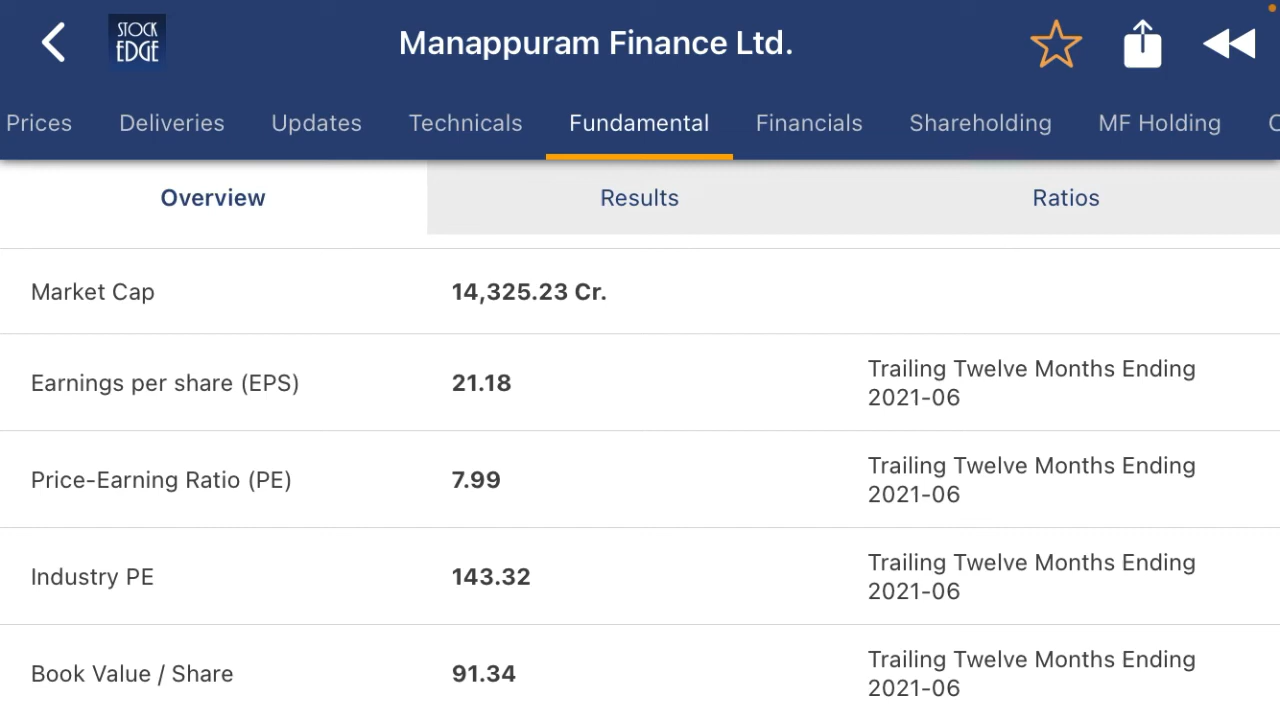 STOCK
EDGE
Manappuram Finance Ltd.
Prices Deliveries Updates Technicals Fundamental Financials Shareholding MF Holding
Overview Results Ratios
Market Cap 14,325.23 Cr.
Earnings per share (EPS) 21.18 Trailing Twelve Months Ending
2021-06
Price-Earning Ratio (PE) 7.99 Trailing Twelve Months Ending
2021-06
Industry PE 143.32 Trailing Twelve Months Ending
2021-06
Book Value / Share 91.34 Trailing Twelve Months Ending
2021-06